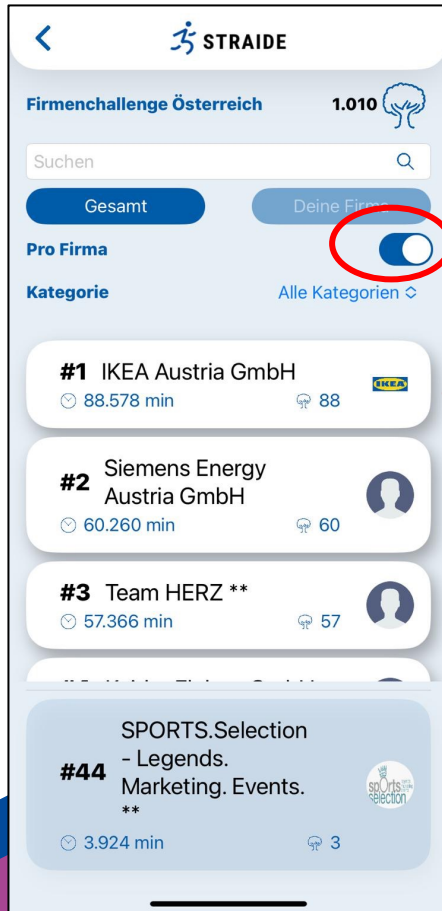 STRAIDE
Firmenchallenge Österreich 1.010
Suchen
Gesamt Deine Firma
Pro Firma
Kategorie Alle Kategorien
#1 IKEA Austria GmbH
IKEA
88.578 min 88
#2 Siemens Energy
Austria GmbH
60.260 min 60
#3 Team HERZ **
57.366 min 57
SPORTS.Selection
#44 - Legends.
Marketing. Events.
**
spOrts
selection
3.924 min 3